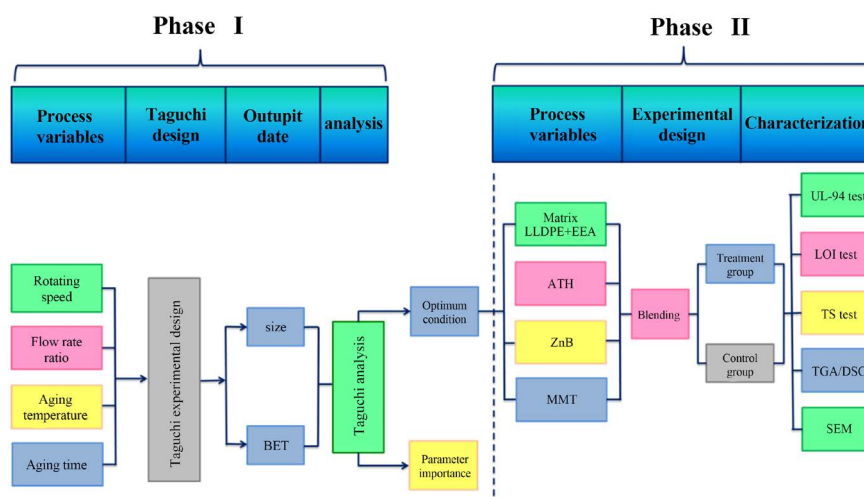 Phase I
Phase II
Process
variables
Taguchi
design
Outupit
date
analysis
Process
variables
Experimental
design
Characterization
Rotating
speed
Flow rate
ratio
Aging
temperature
Aging time
Taguchi experimental design
size
BET
Taguchi analysis
Optimum
condition
Parameter
importance
Matrix
LLDPE+EEA
ATH
ZnB
MMT
Blending
Treatment
group
Control
group
UL-94 test
LOI test
TS test
TGA/DSC
SEM